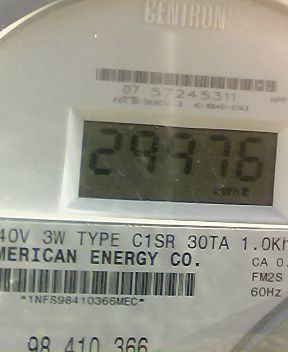 CENTRON
07 57245311
29976
kWh
40V 3W TYPE C1SR 30TA 1.0Kh
MERICAN ENERGY CO.
CA 0.
FM2S
60Hz
*1NFS98410366MEC*
98 410 366